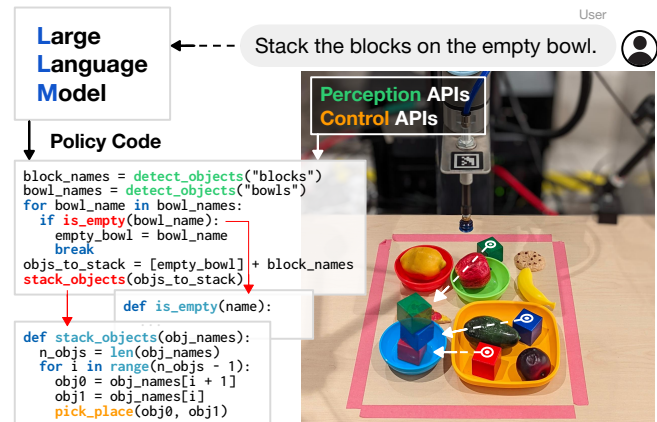 User
Stack the blocks on the empty bowl.
Large
Language
Model
Perception APIs
Control APIs
Policy Code
block_names = detect_objects("blocks")
bowl_names = detect_objects("bowls")
for bowl_name in bowl_names:
  if is_empty(bowl_name):
    empty_bowl = bowl_name
    break
objs_to_stack = [empty_bowl] + block_names
stack_objects(objs_to_stack)
def is_empty(name):
...
def stack_objects(obj_names):
  n_objs = len(obj_names)
  for i in range(n_objs - 1):
    obj0 = obj_names[i + 1]
    obj1 = obj_names[i]
    pick_place(obj0, obj1)